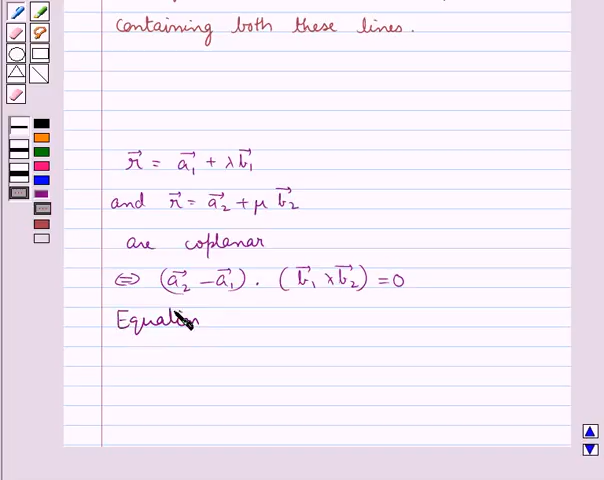 containing both these lines.
r⃗ = a⃗₁ + λb⃗₁
and r⃗ = a⃗₂ + μ b⃗₂
are coplanar
⇔ (a⃗₂ − a⃗₁) . (b⃗₁ × b⃗₂) = 0
Equation